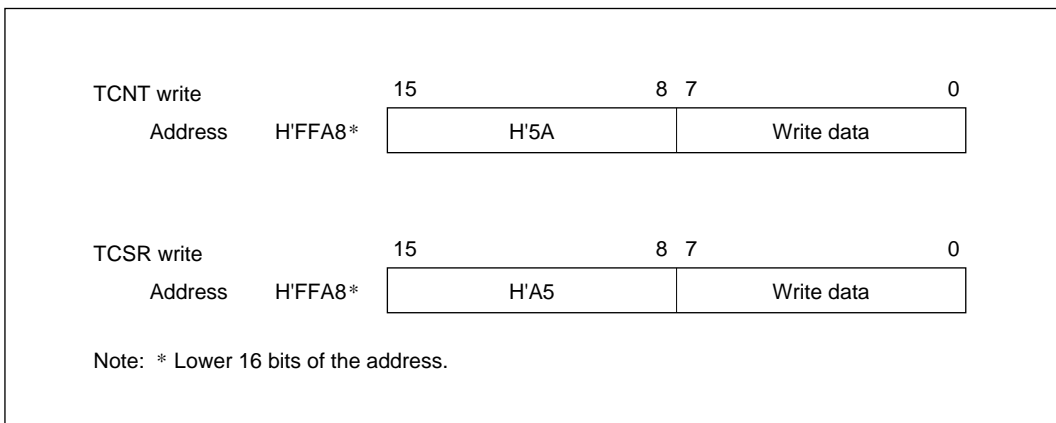 TCNT write 15 8 7 0
Address H'FFA8* H'5A Write data
TCSR write 15 8 7 0
Address H'FFA8* H'A5 Write data
Note: * Lower 16 bits of the address.